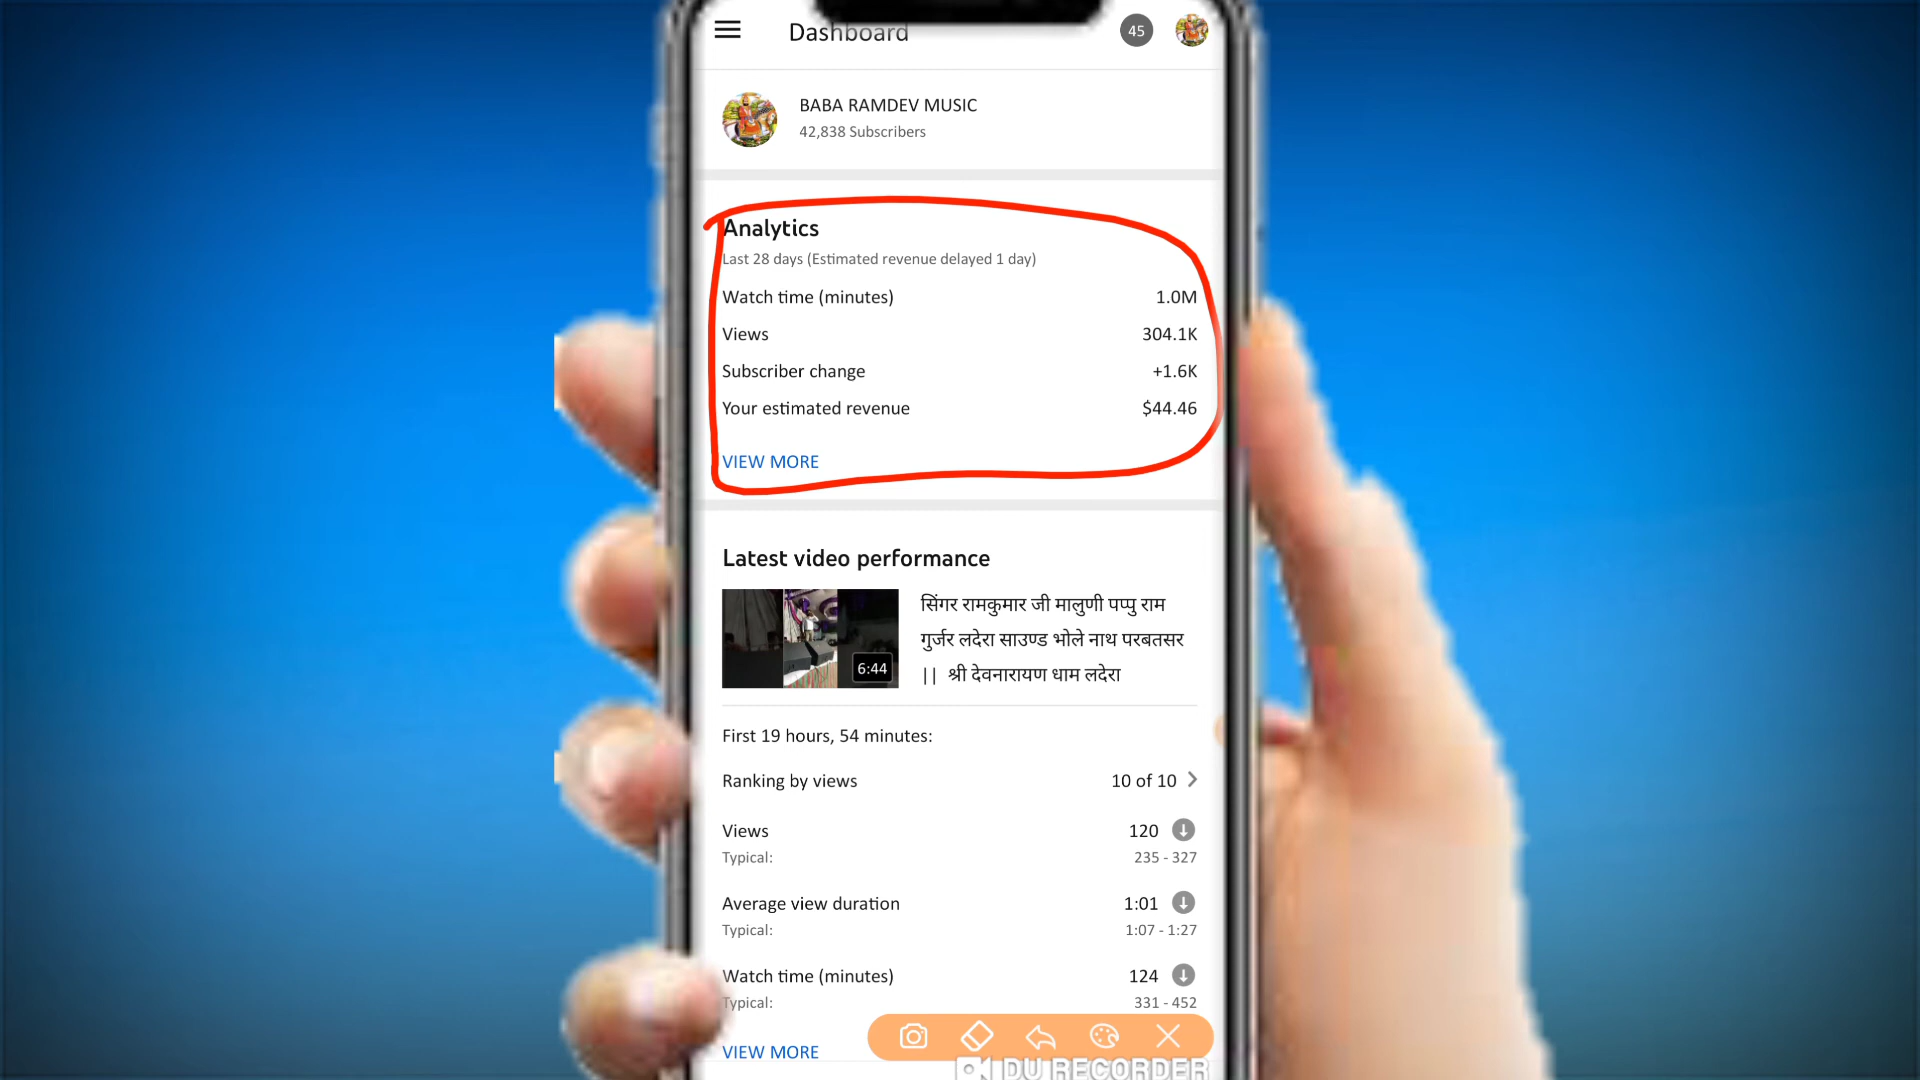 Dashboard
45
BABA RAMDEV MUSIC
42,838 Subscribers
Analytics
Last 28 days (Estimated revenue delayed 1 day)
Watch time (minutes) 1.0M
Views 304.1K
Subscriber change +1.6K
Your estimated revenue $44.46
VIEW MORE
Latest video performance
सिंगर रामकुमार जी मालुणी पप्पु राम
गुर्जर लदेरा साउण्ड भोले नाथ परबतसर
|| श्री देवनारायण धाम लदेरा
6:44
First 19 hours, 54 minutes:
Ranking by views 10 of 10
Views 120
Typical: 235 - 327
Average view duration 1:01
Typical: 1:07 - 1:27
Watch time (minutes) 124
Typical: 331 - 452
VIEW MORE
DU RECORDER